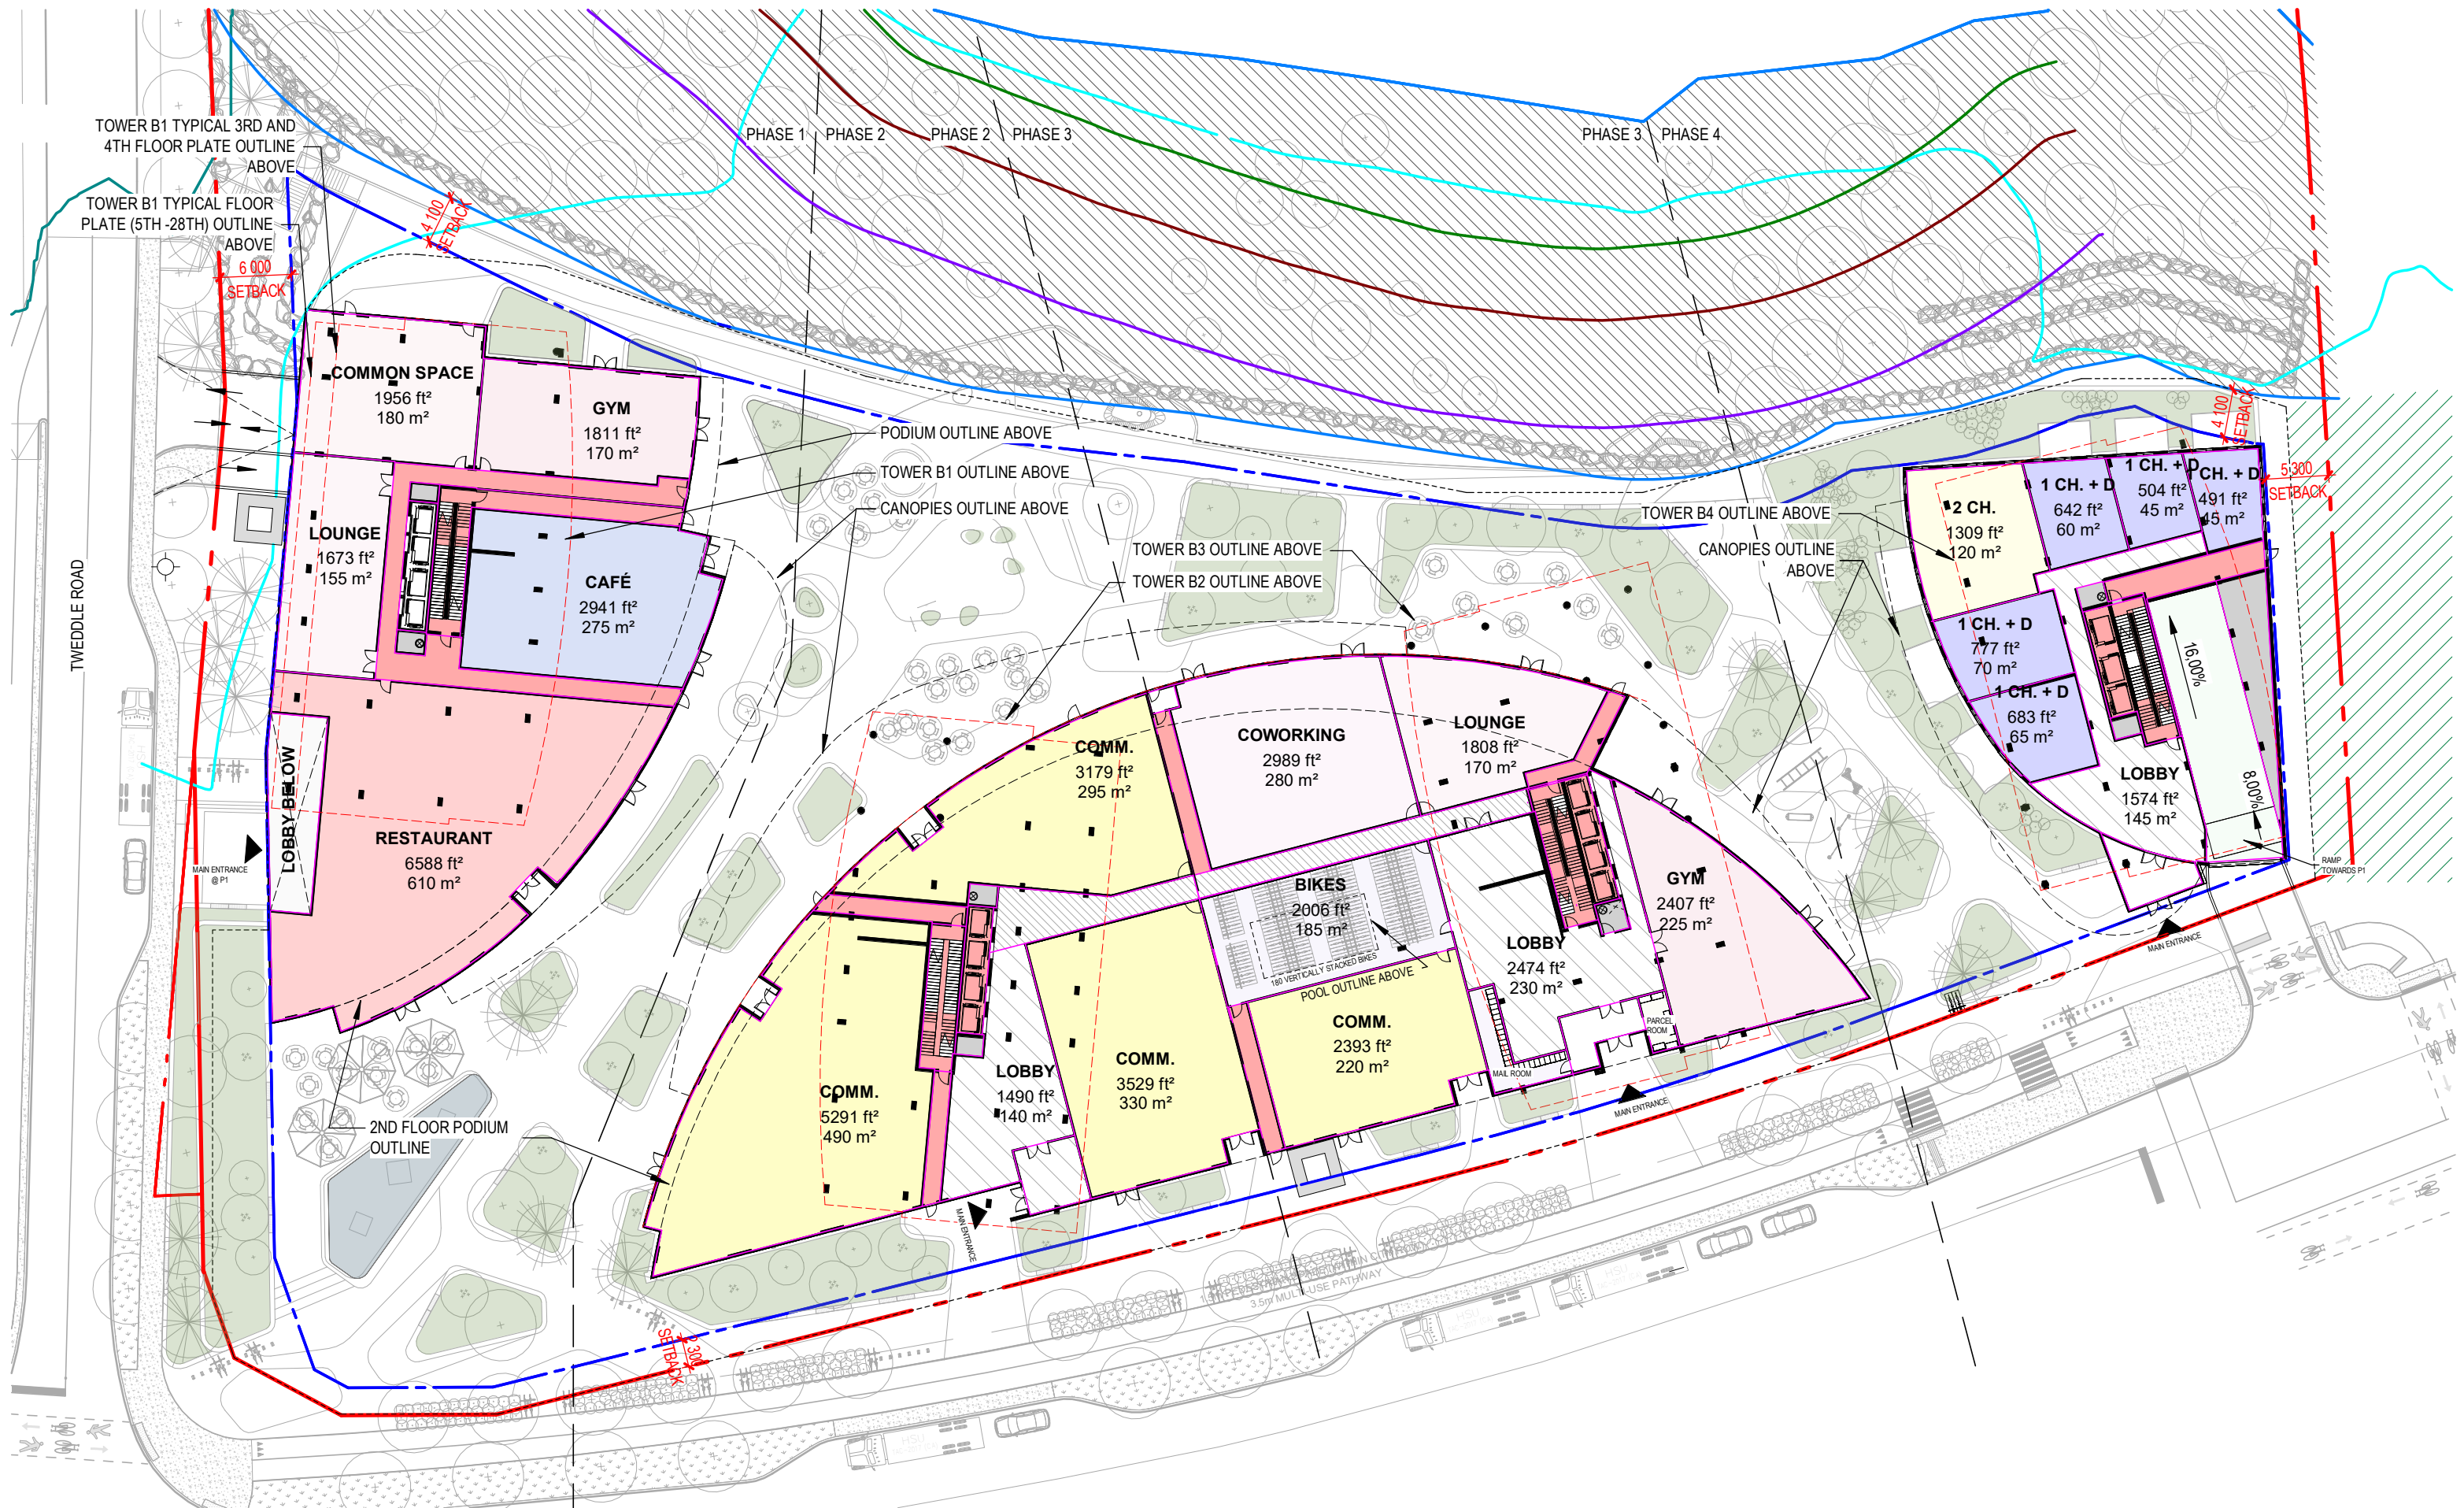 PHASE 1
PHASE 2
PHASE 2
PHASE 3
PHASE 3
PHASE 4
TOWER B1 TYPICAL 3RD AND
4TH FLOOR PLATE OUTLINE
ABOVE
TOWER B1 TYPICAL FLOOR
PLATE (5TH -28TH) OUTLINE
ABOVE
4 100
SETBACK
6 000
SETBACK
COMMON SPACE
1956 ft²
180 m²
GYM
1811 ft²
170 m²
PODIUM OUTLINE ABOVE
TOWER B1 OUTLINE ABOVE
CANOPIES OUTLINE ABOVE
LOUNGE
1673 ft²
155 m²
CAFÉ
2941 ft²
275 m²
TWEDDLE ROAD
LOBBY BELOW
MAIN ENTRANCE
@ P1
RESTAURANT
6588 ft²
610 m²
2ND FLOOR PODIUM
OUTLINE
TOWER B3 OUTLINE ABOVE
TOWER B2 OUTLINE ABOVE
COMM.
3179 ft²
295 m²
COWORKING
2989 ft²
280 m²
LOUNGE
1808 ft²
170 m²
BIKES
2006 ft²
185 m²
180 VERTICALLY STACKED BIKES
POOL OUTLINE ABOVE
GYM
2407 ft²
225 m²
LOBBY
2474 ft²
230 m²
PARCEL
ROOM
MAIL ROOM
MAIN ENTRANCE
COMM.
2393 ft²
220 m²
COMM.
3529 ft²
330 m²
LOBBY
1490 ft²
140 m²
COMM.
5291 ft²
490 m²
MAIN ENTRANCE
TOWER B4 OUTLINE ABOVE
CANOPIES OUTLINE
ABOVE
4 100
SETBACK
5 300
SETBACK
2 CH.
1309 ft²
120 m²
1 CH. + D
642 ft²
60 m²
1 CH. + D
504 ft²
45 m²
1 CH. + D
491 ft²
45 m²
1 CH. + D
777 ft²
70 m²
1 CH. + D
683 ft²
65 m²
16,00%
8,00%
LOBBY
1574 ft²
145 m²
RAMP
TOWARDS P1
MAIN ENTRANCE
SETBACK
3.5m MULTI-USE PATHWAY